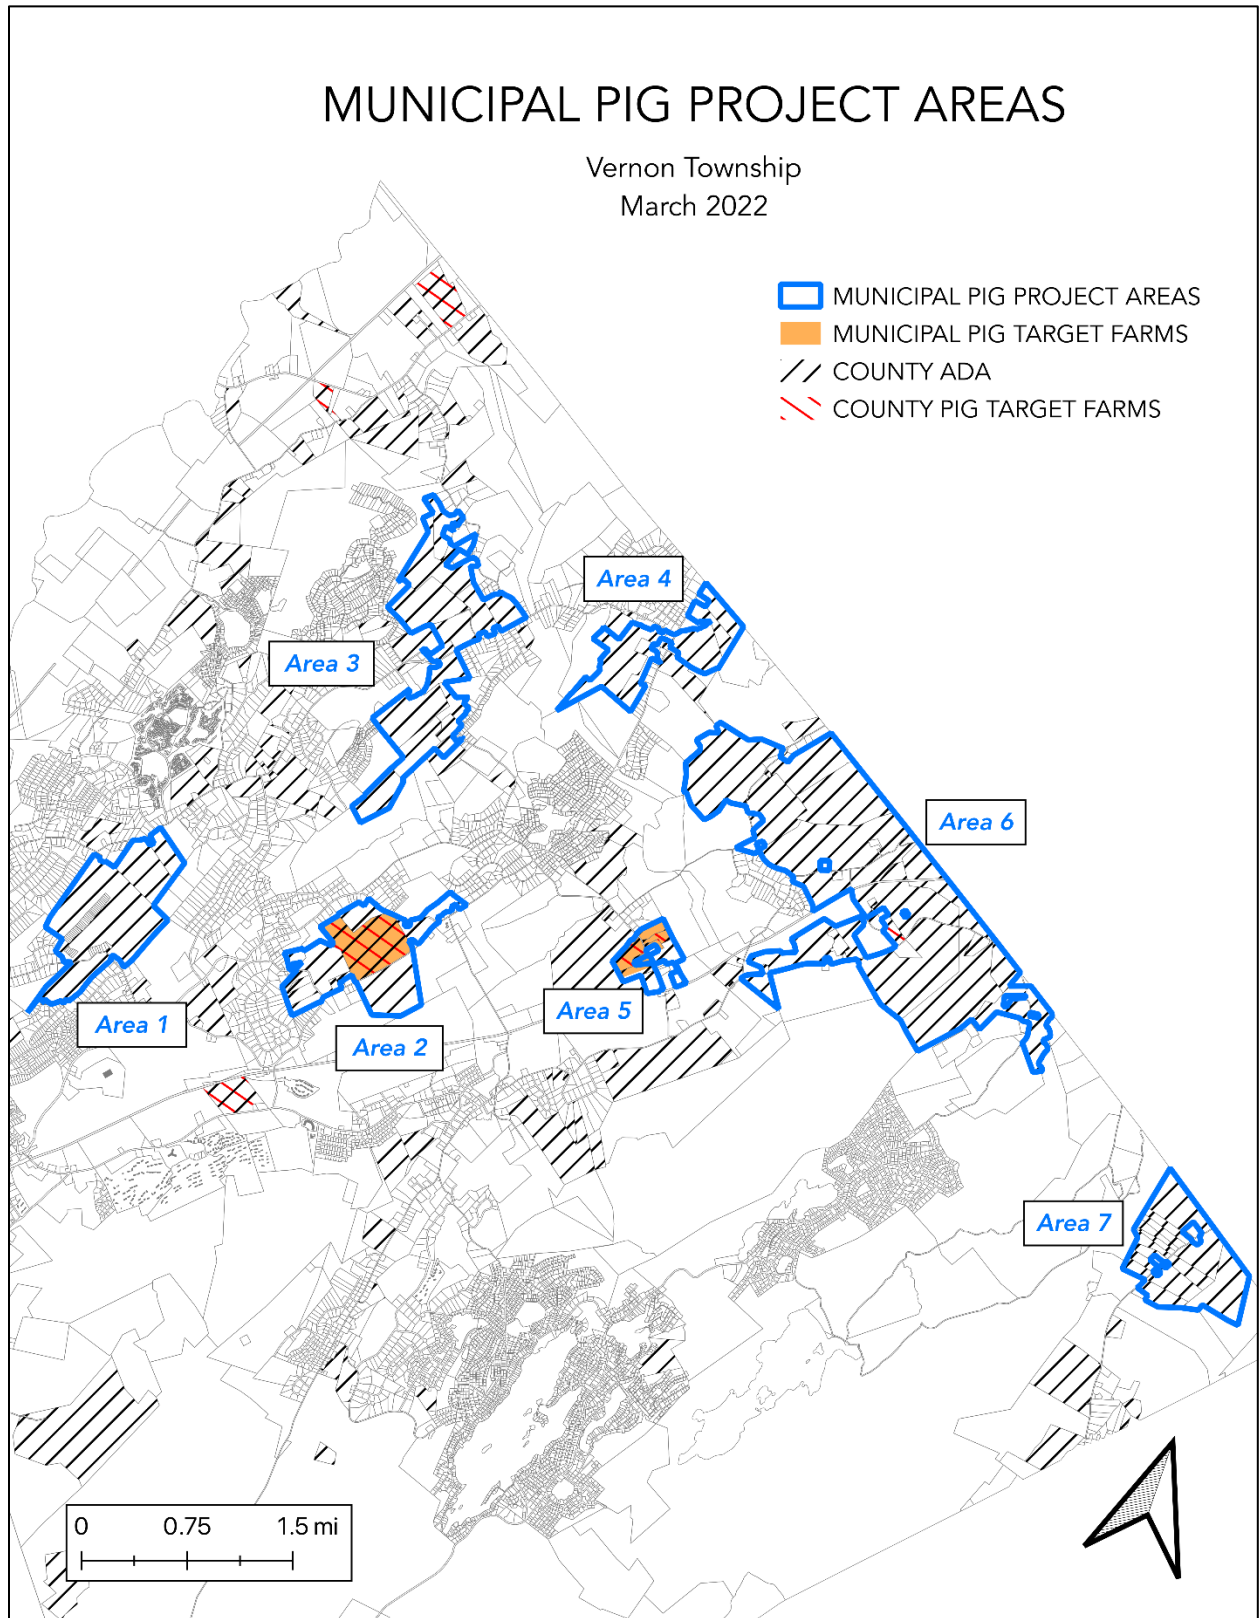 MUNICIPAL PIG PROJECT AREAS
Vernon Township
March 2022
MUNICIPAL PIG PROJECT AREAS
MUNICIPAL PIG TARGET FARMS
COUNTY ADA
COUNTY PIG TARGET FARMS
Area 4
Area 3
Area 6
Area 1
Area 2
Area 5
Area 7
0 0.75 1.5 mi